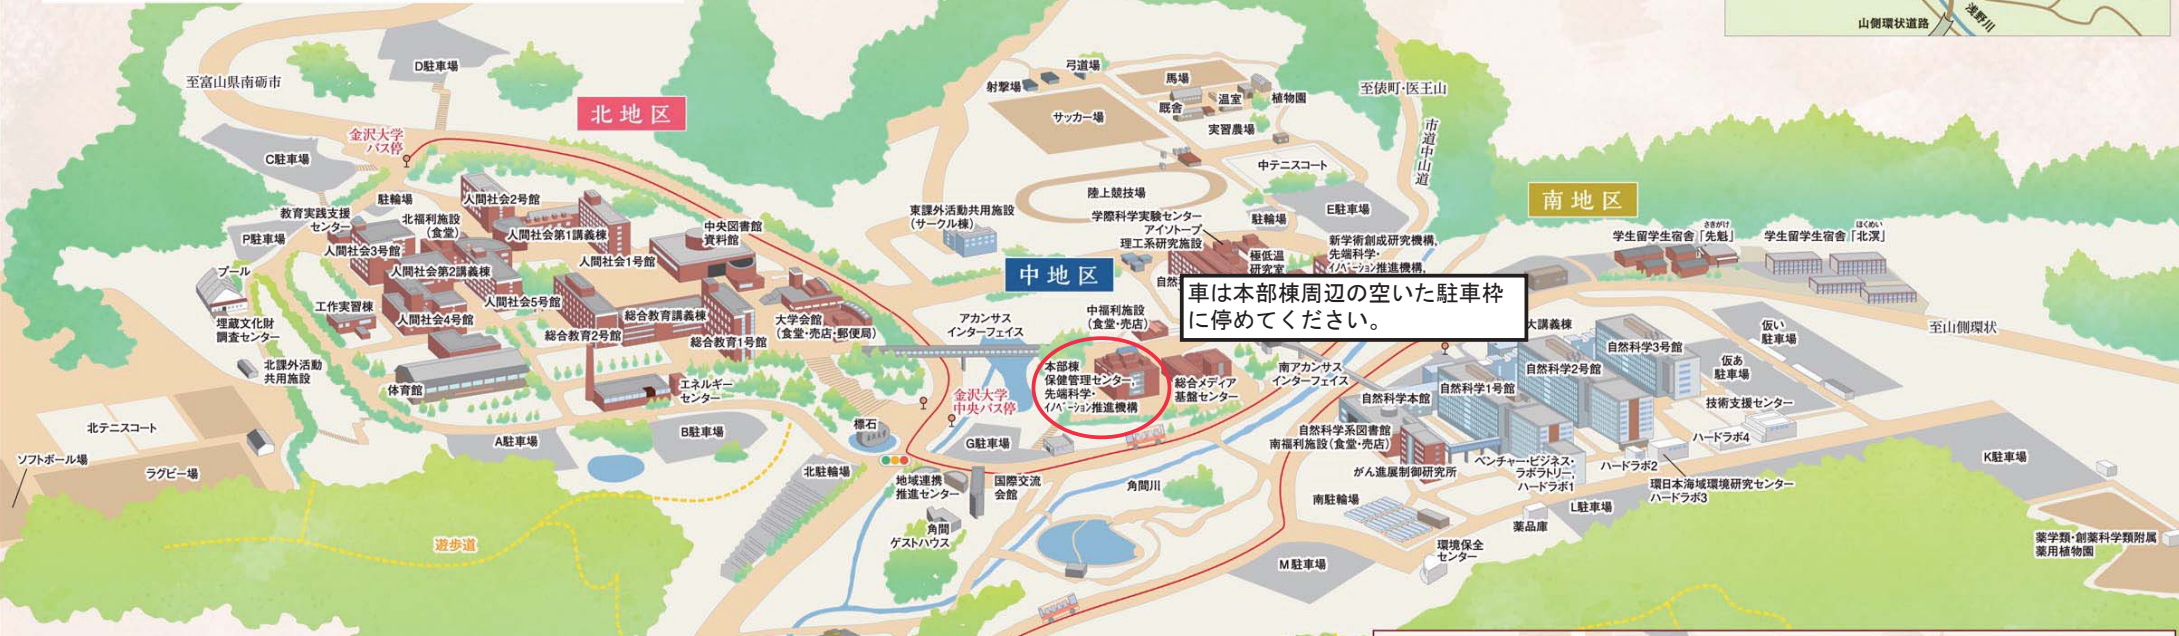 山側環状道路
浅野川
至富山県南砺市
D駐車場
北地区
金沢大学
バス停
C駐車場
駐輪場
教育実践支援
センター
P駐車場
北福利施設
(食堂)
人間社会2号館
人間社会第1講義棟
人間社会3号館
人間社会第2講義棟
人間社会1号館
中央図書館
資料館
プール
工作実習棟
人間社会4号館
人間社会5号館
総合教育2号館
総合教育講義棟
総合教育1号館
大学会館
(食堂・売店・郵便局)
埋蔵文化財
調査センター
北課外活動
共用施設
体育館
エネルギー
センター
北テニスコート
ソフトボール場
ラグビー場
A駐車場
B駐車場
遊歩道
標石
北駐輪場
射撃場
弓道場
馬場
厩舎
温室
植物園
サッカー場
実習農場
中テニスコート
陸上競技場
至俵町・医王山
市道中山道
東課外活動共用施設
(サークル棟)
学際科学実験センター
アイソトープ
理工系研究施設
駐輪場
E駐車場
極低温
研究室
新学術創成研究機構,
先端科学・
イノベーション推進機構,
自然
中地区
車は本部棟周辺の空いた駐車枠
に停めてください。
アカンサス
インターフェイス
中福利施設
(食堂・売店)
本部棟
保健管理センター,
先端科学・
イノベーション推進機構
総合メディア
基盤センター
南アカンサス
インターフェイス
金沢大学
中央バス停
G駐車場
地域連携
推進センター
国際交流
会館
角間
ゲストハウス
角間川
南地区
学生留学生宿舎「先魁」
さきがけ
学生留学生宿舎「北溟」
ほくめい
至山側環状
大講義棟
自然科学3号館
自然科学2号館
自然科学1号館
自然科学本館
仮い
駐車場
仮あ
駐車場
技術支援センター
ハードラボ4
自然科学系図書館
南福利施設(食堂・売店)
がん進展制御研究所
ベンチャー・ビジネス・
ラボラトリー,
ハードラボ1
ハードラボ2
環日本海域環境研究センター
ハードラボ3
K駐車場
L駐車場
南駐輪場
薬品庫
環境保全
センター
M駐車場
薬学類・創薬科学類附属
薬用植物園